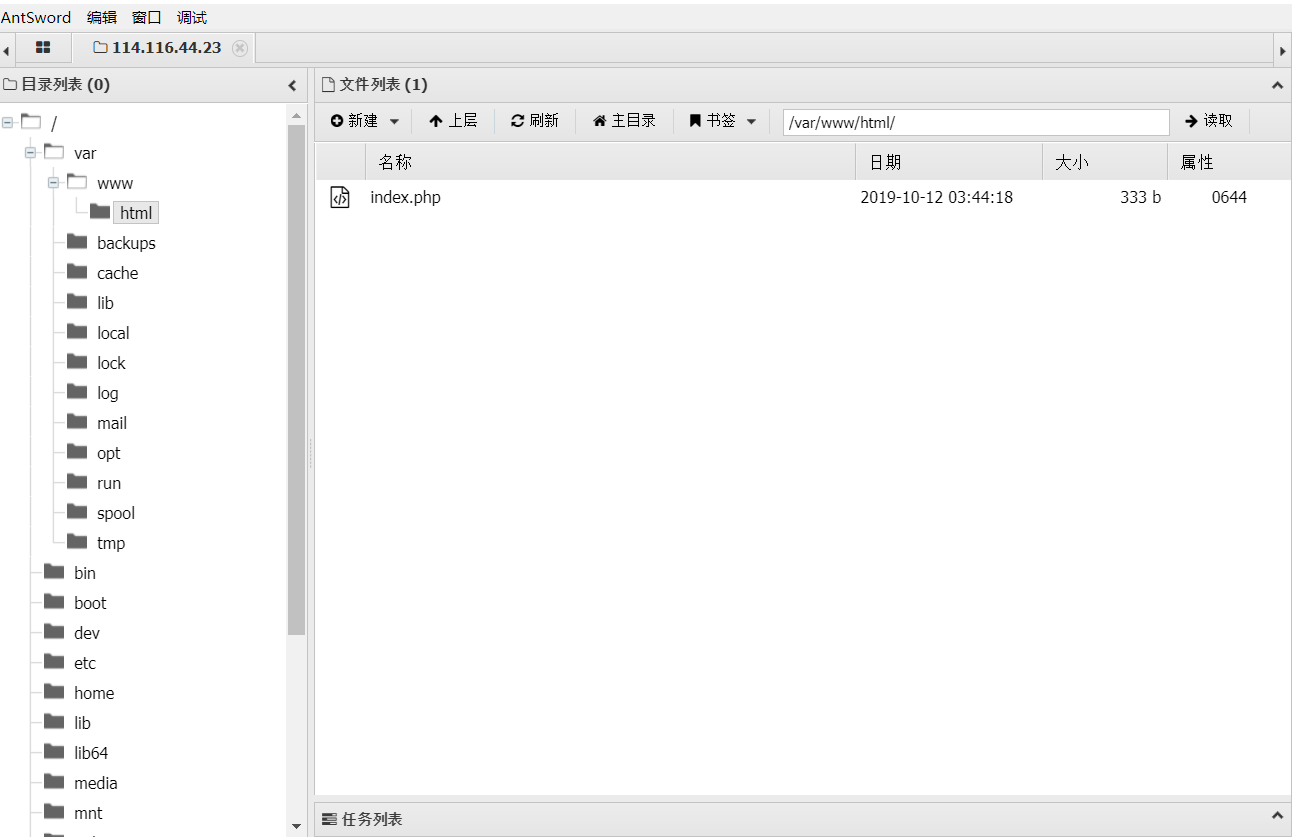 AntSword 编辑 窗口 调试
114.116.44.23
目录列表 (0)
文件列表 (1)
新建 上层 刷新 主目录 书签 /var/www/html/ 读取
名称 日期 大小 属性
index.php 2019-10-12 03:44:18 333 b 0644
/
var
www
html
backups
cache
lib
local
lock
log
mail
opt
run
spool
tmp
bin
boot
dev
etc
home
lib
lib64
media
mnt
任务列表